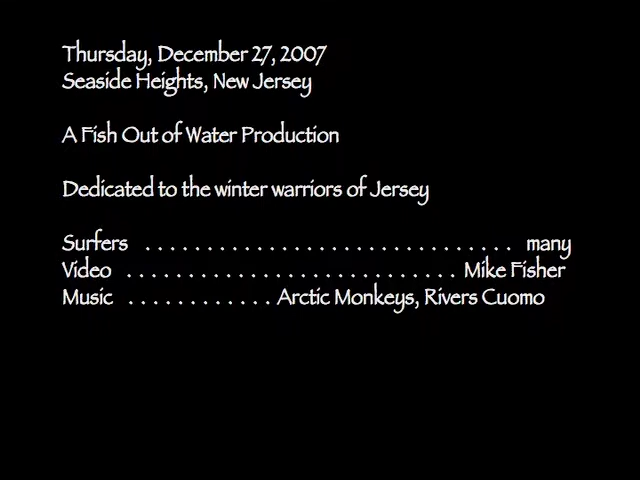 Thursday, December 27, 2007
Seaside Heights, New Jersey
A Fish Out of Water Production
Dedicated to the winter warriors of Jersey
Surfers . . . . . . . . . . . . . . . . . . . . . . . . . . . . . . many
Video . . . . . . . . . . . . . . . . . . . . . . . . . . . Mike Fisher
Music . . . . . . . . . . . . Arctic Monkeys, Rivers Cuomo